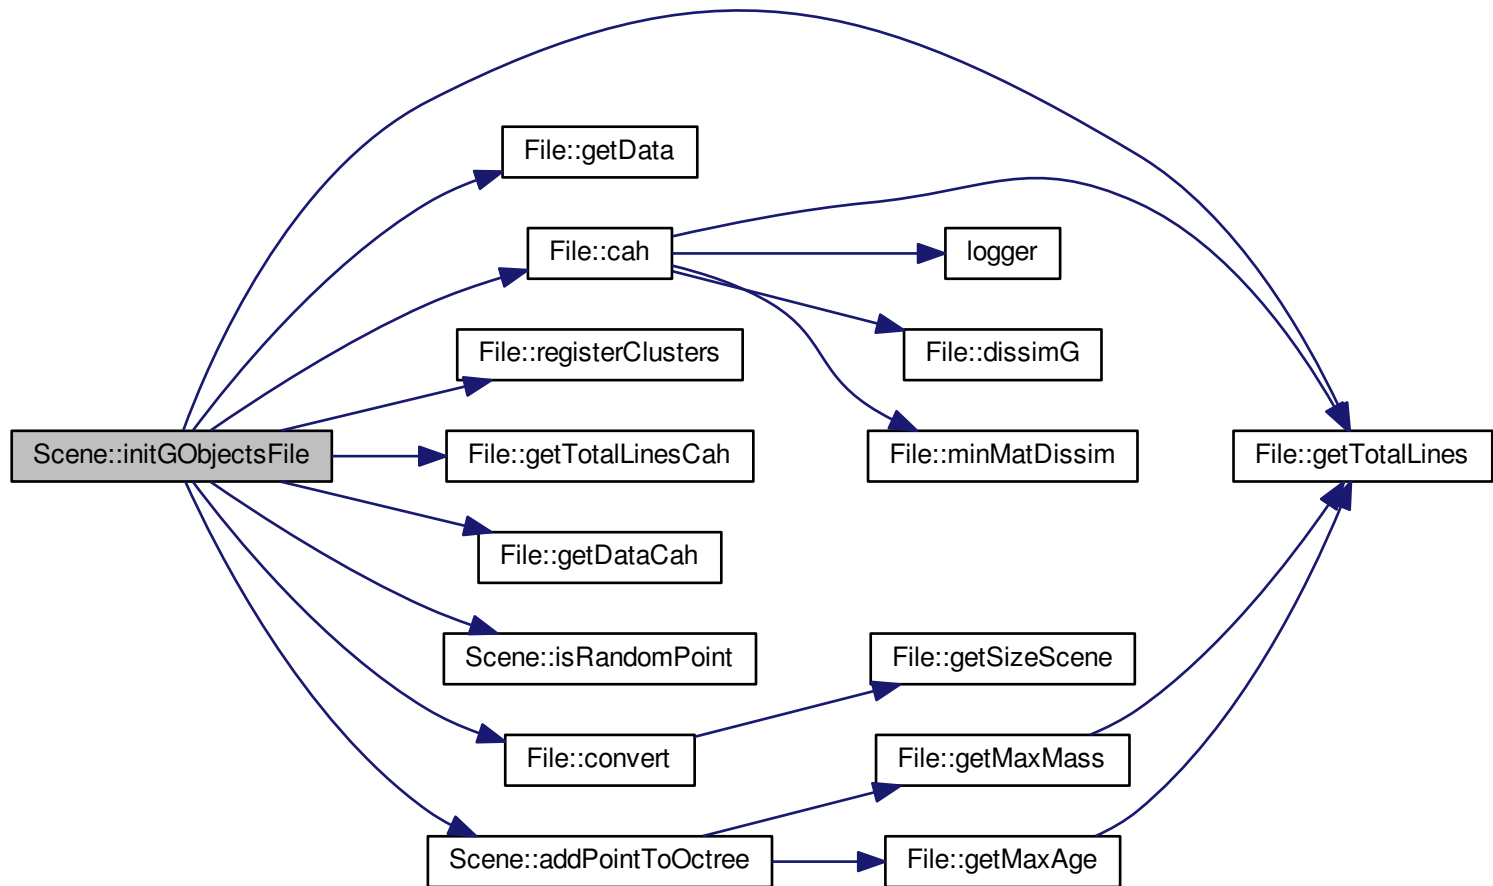 File::getData
File::cah
logger
File::registerClusters
File::dissimG
Scene::initGObjectsFile
File::getTotalLinesCah
File::minMatDissim
File::getTotalLines
File::getDataCah
Scene::isRandomPoint
File::getSizeScene
File::convert
File::getMaxMass
Scene::addPointToOctree
File::getMaxAge